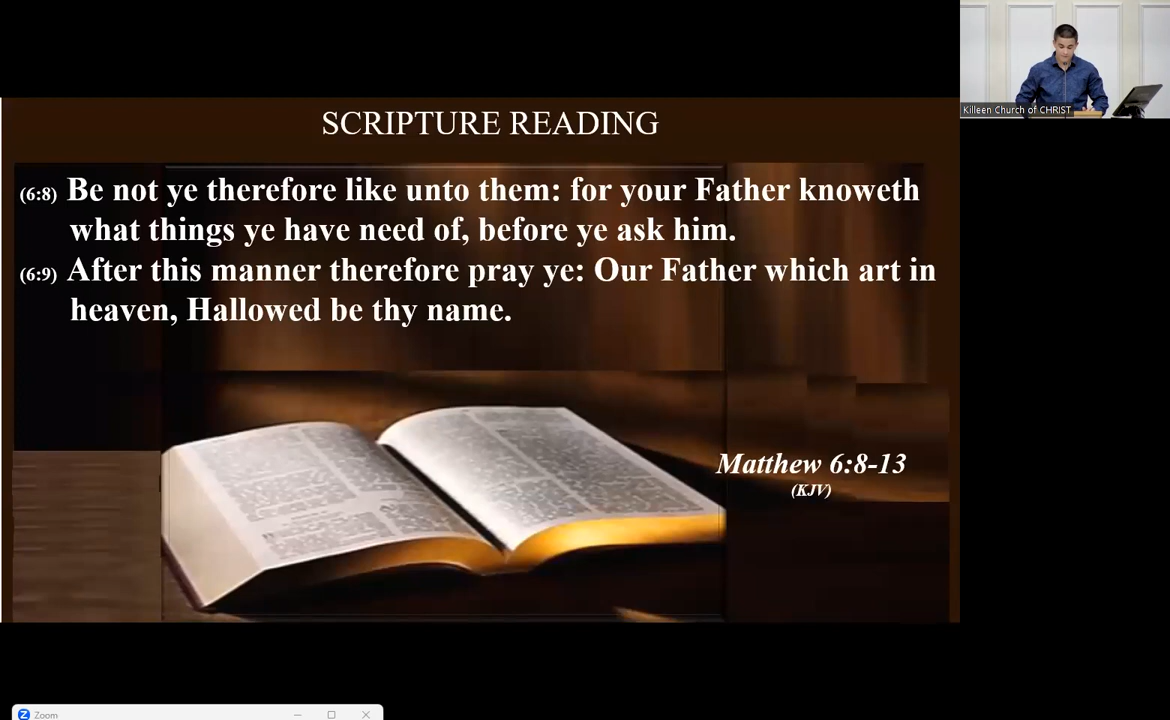 SCRIPTURE READING
Killeen Church of CHRIST
(6:8) Be not ye therefore like unto them: for your Father knoweth
what things ye have need of, before ye ask him.
(6:9) After this manner therefore pray ye: Our Father which art in
heaven, Hallowed be thy name.
Matthew 6:8-13
(KJV)
Zoom